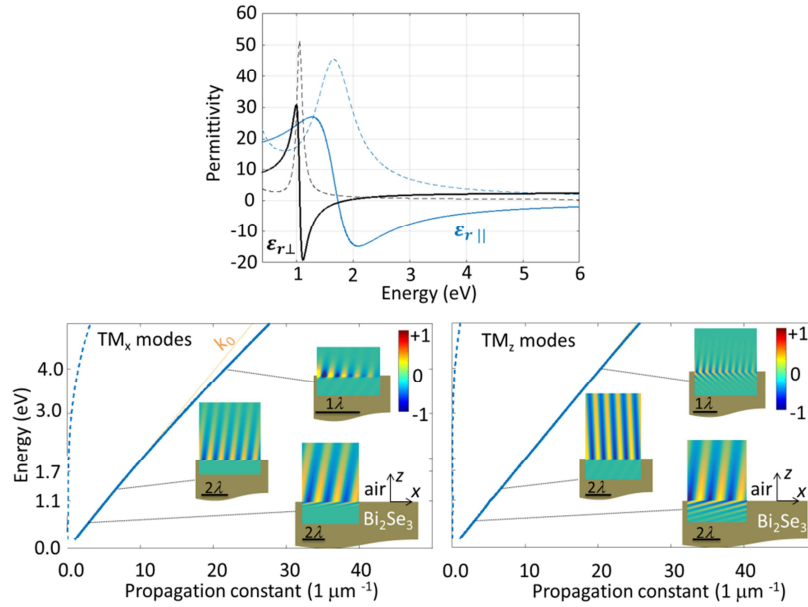 60
50
40
30
20
10
0
-10
-20
Permittivity
εr⊥
εr||
1
2
3
4
5
6
Energy (eV)
TMx modes
k0
4.0
3.0
1.7
1.1
0.0
Energy (eV)
+1
0
-1
1λ
2λ
2λ
air
z
x
Bi2Se3
0.0
10
20
30
40
Propagation constant (1 μm-1)
TMz modes
+1
0
-1
1λ
2λ
2λ
air
z
x
Bi2Se3
0.0
10
20
30
40
Propagation constant (1 μm-1)